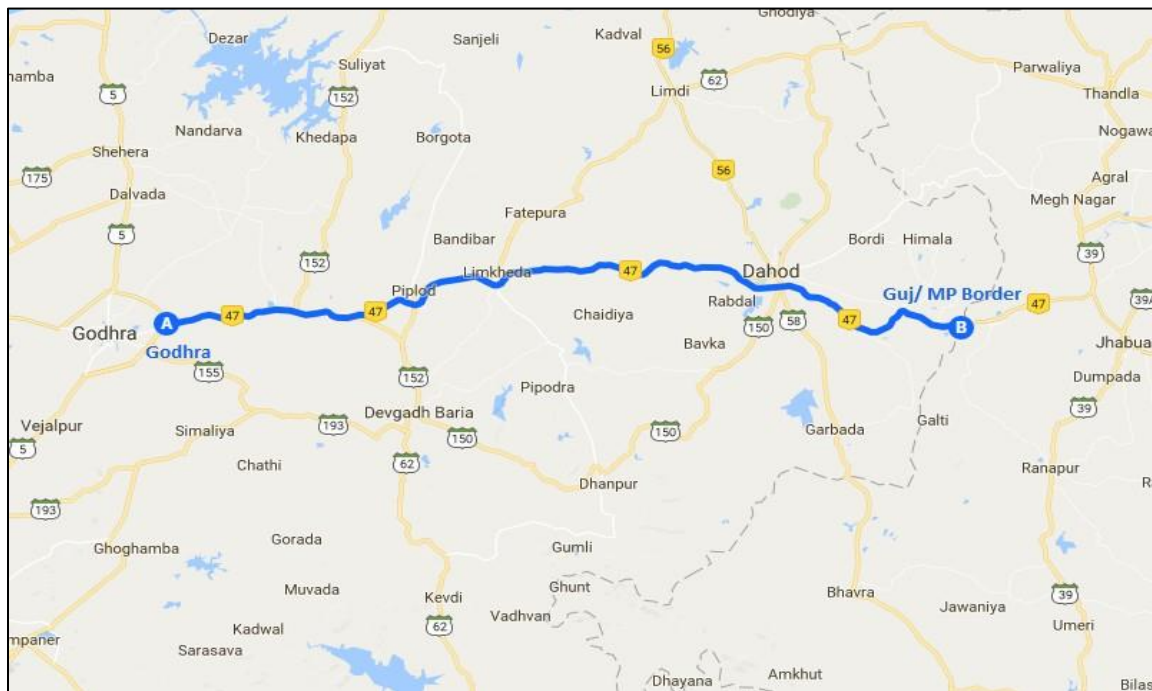 Ghodiya
Dezar
Sanjeli
Kadval
56
Suliyat
62
Parwaliya
5
152
Limdi
Thandla
Nandarva
Khedapa
Borgota
Nogawa
Shehera
56
175
Dalvada
Agral
Fatepura
Megh Nagar
5
Bandibar
Bordi
Himala
39
152
Limkheda
47
Dahod
Piplod
Guj/ MP Border
47
39A
A
47
47
Rabdal
Godhra
Chaidiya
150
58
47
B
Godhra
Bavka
Jhabua
155
152
Pipodra
Dumpada
Devgadh Baria
39
Vejalpur
Simaliya
193
150
150
Garbada
Galti
5
Chathi
62
Ranapur
Dhanpur
193
Gorada
Ghoghamba
Gumli
Muvada
Kevdi
Ghunt
Bhavra
39
Jawaniya
Vadhvan
Kadwal
62
Umeri
mpaner
Sarasava
Dhayana
Amkhut
Bilas